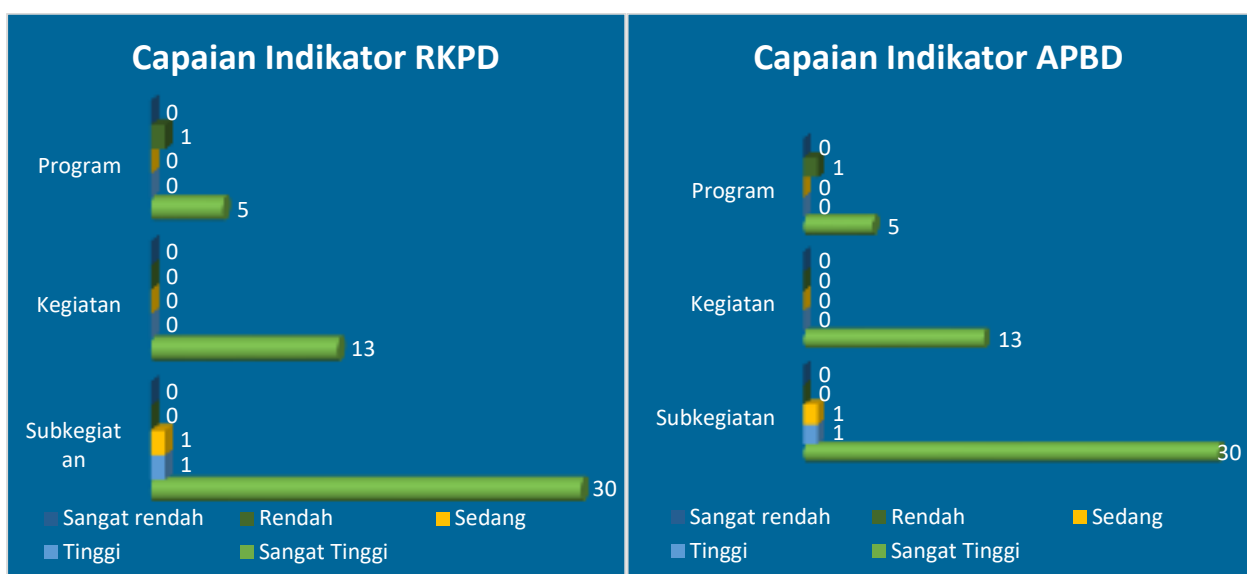 Capaian Indikator RKPD
0
1
Program
0
0
5
0
0
Kegiatan
0
0
13
0
0
Subkegiat
an
1
1
30
Sangat rendah
Rendah
Sedang
Tinggi
Sangat Tinggi
Capaian Indikator APBD
0
1
Program
0
0
5
0
0
Kegiatan
0
0
13
0
0
Subkegiatan
1
1
30
Sangat rendah
Rendah
Sedang
Tinggi
Sangat Tinggi